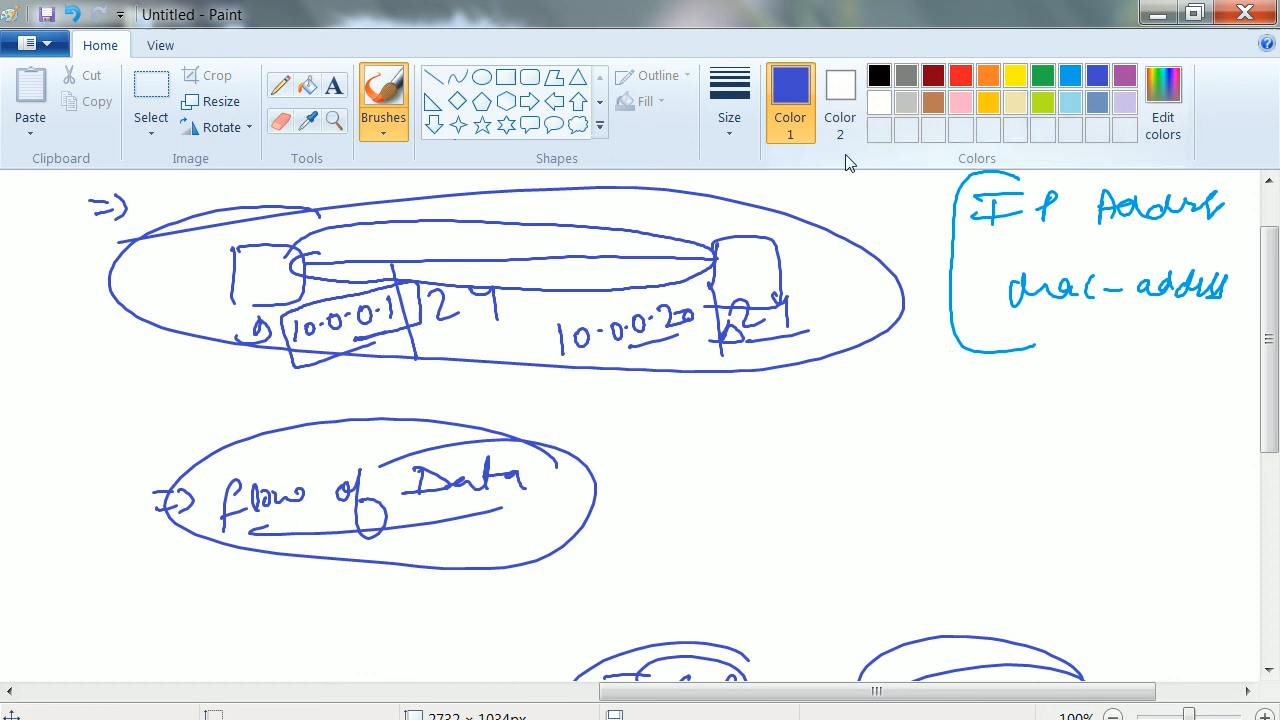 Untitled - Paint
Home View
Paste
Cut
Copy
Clipboard
Select
Crop
Resize
Rotate
Image
Tools
Brushes
Shapes
Outline
Fill
Size
Color 1
Color 2
Edit colors
Colors
=>
IP Address
mac-address
10.0.0.1 24
10.0.0.20 24
=> flow of Data
2732 × 1034px
100%